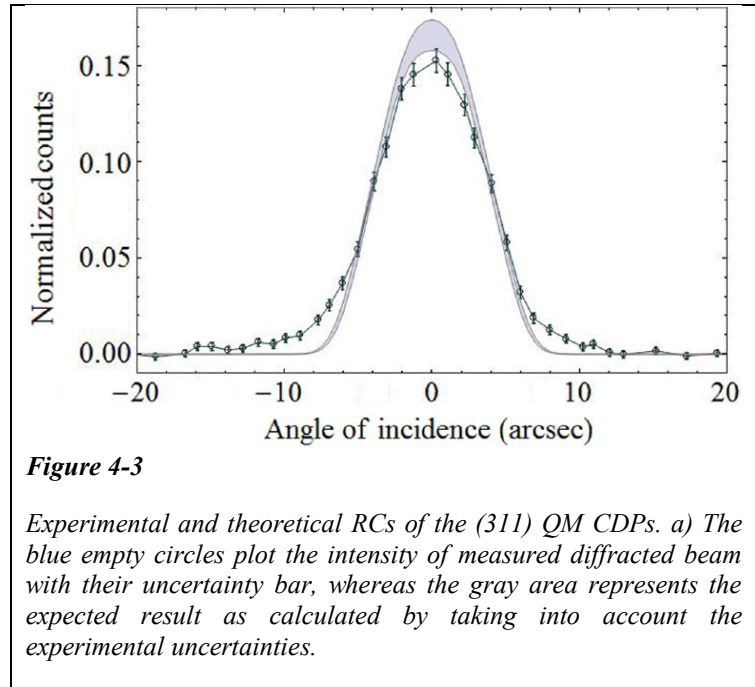 0.15
0.10
0.05
0.00
Normalized counts
−20
−10
0
10
20
Angle of incidence (arcsec)
Figure 4-3
Experimental and theoretical RCs of the (311) QM CDPs. a) The
blue empty circles plot the intensity of measured diffracted beam
with their uncertainty bar, whereas the gray area represents the
expected result as calculated by taking into account the
experimental uncertainties.